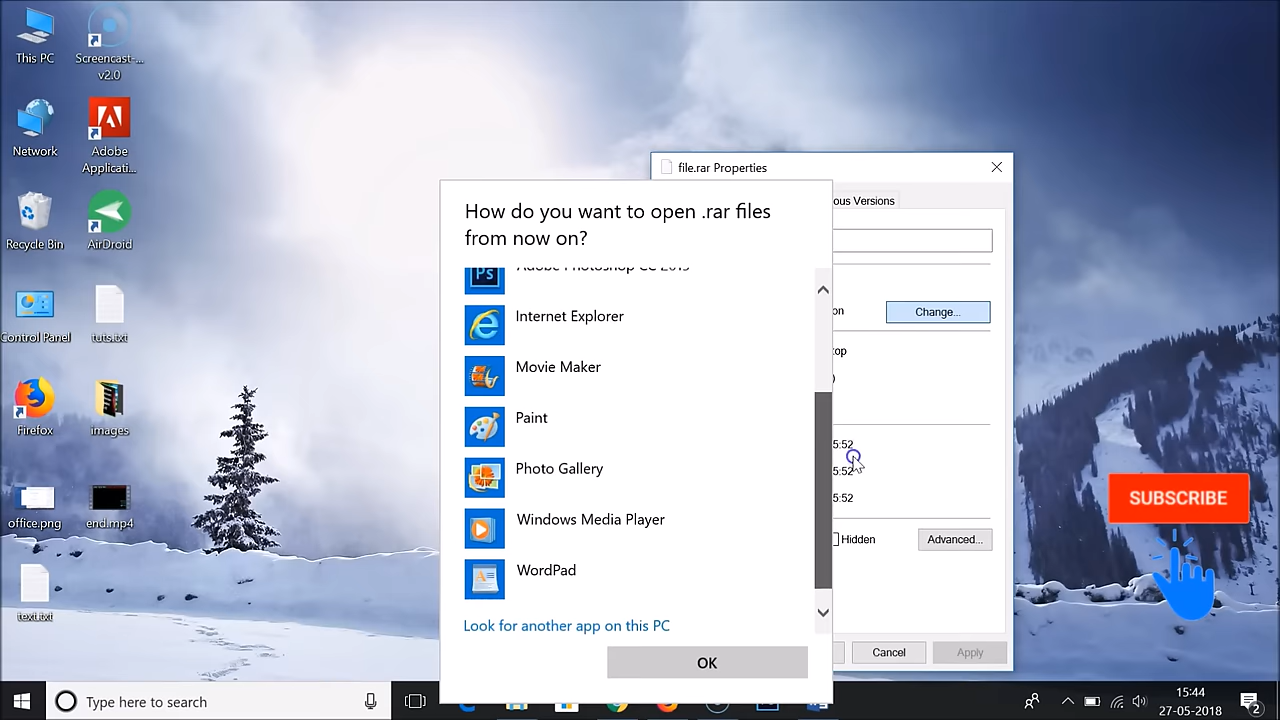 This PC
Screencast-...
v2.0
Network
Adobe
Applicati...
Recycle Bin
AirDroid
Control Panel
tuts.txt
Firefox
images
office.png
end.mp4
text.txt
file.rar Properties
ous Versions
on
Change...
op
)
5:52
5:52
5:52
Hidden
Advanced...
Cancel
Apply
How do you want to open .rar files
from now on?
Ps
Adobe Photoshop CC 2015
Internet Explorer
Movie Maker
Paint
Photo Gallery
Windows Media Player
WordPad
Look for another app on this PC
OK
SUBSCRIBE
Type here to search
15:44
27-05-2018
2